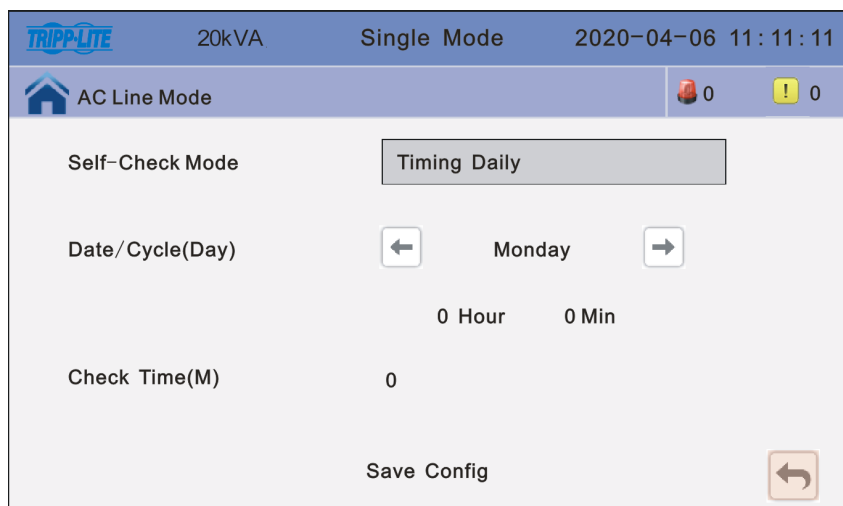 TRIPP·LITE 20kVA Single Mode 2020-04-06 11:11:11
AC Line Mode 0 ! 0
Self-Check Mode Timing Daily
Date/Cycle(Day) Monday
0 Hour 0 Min
Check Time(M) 0
Save Config